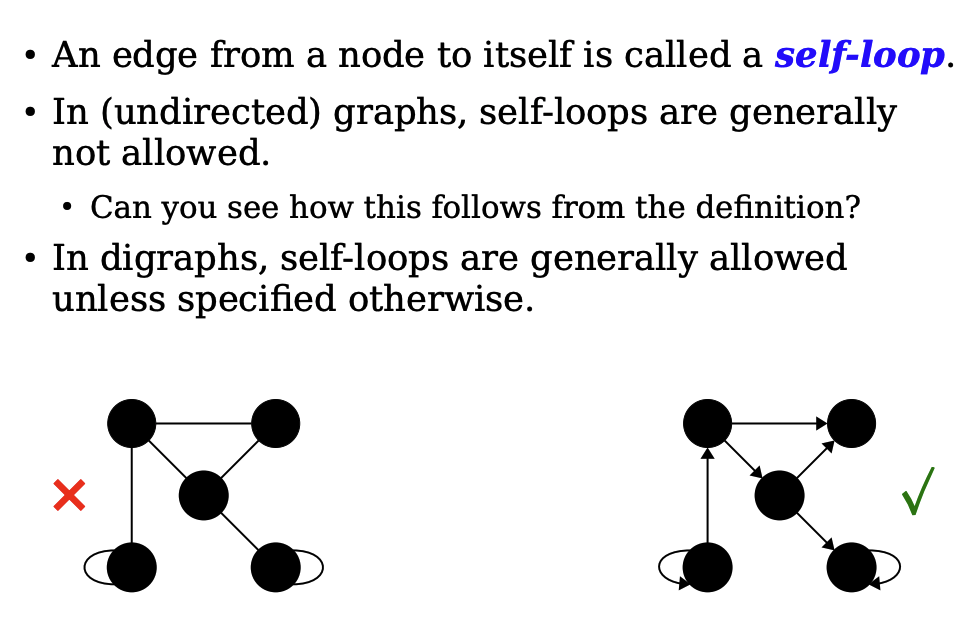 • An edge from a node to itself is called a self-loop.
• In (undirected) graphs, self-loops are generally
not allowed.
• Can you see how this follows from the definition?
• In digraphs, self-loops are generally allowed
unless specified otherwise.